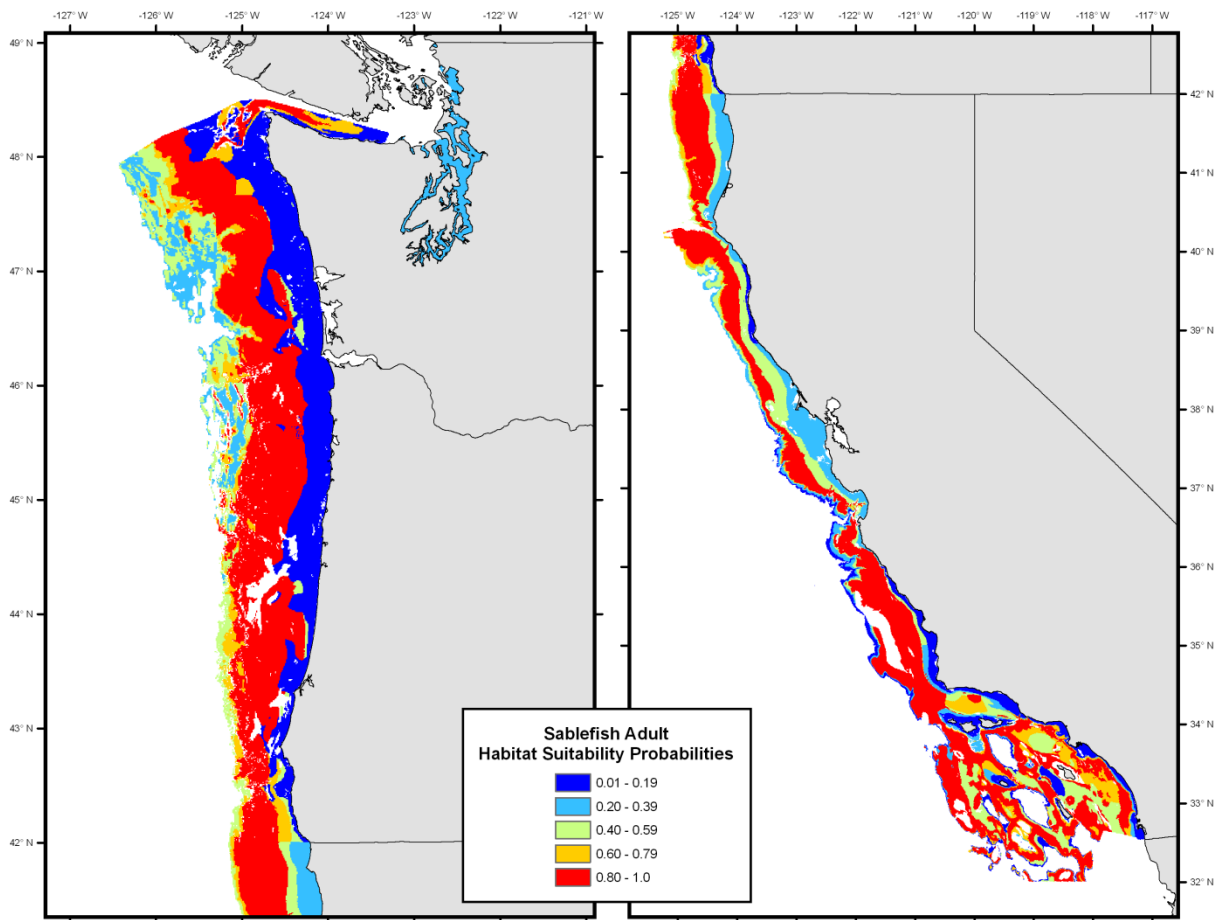 -127° W -126° W -125° W -124° W -123° W -122° W -121° W
-125° W -124° W -123° W -122° W -121° W -120° W -119° W -118° W -117° W
49° N
48° N
47° N
46° N
45° N
44° N
43° N
42° N
42° N
41° N
40° N
39° N
38° N
37° N
36° N
35° N
34° N
33° N
32° N
Sablefish Adult
Habitat Suitability Probabilities
0.01 - 0.19
0.20 - 0.39
0.40 - 0.59
0.60 - 0.79
0.80 - 1.0